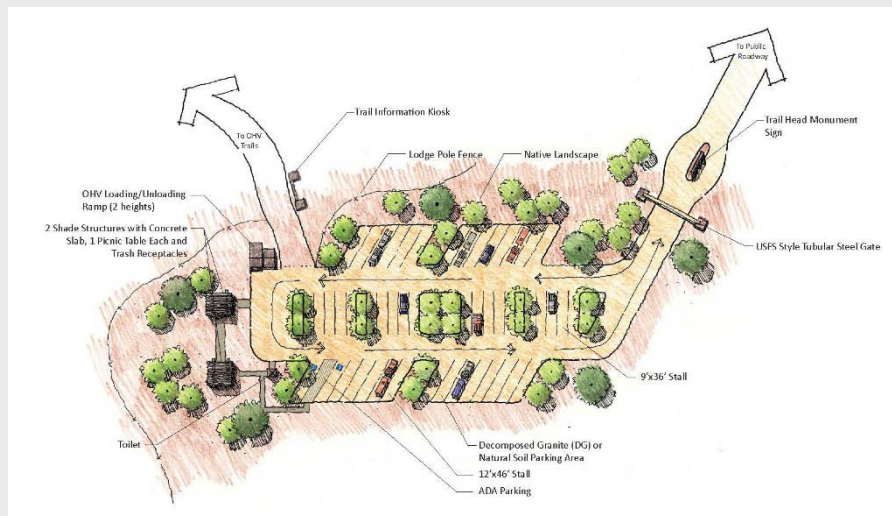 To Public
Roadway
Trail Head Monument
Sign
Trail Information Kiosk
To OHV
Trails
Lodge Pole Fence
Native Landscape
OHV Loading/Unloading
Ramp (2 heights)
2 Shade Structures with Concrete
Slab, 1 Picnic Table Each and
Trash Receptacles
USFS Style Tubular Steel Gate
9'x36' Stall
Toilet
Decomposed Granite (DG) or
Natural Soil Parking Area
12'x46' Stall
ADA Parking